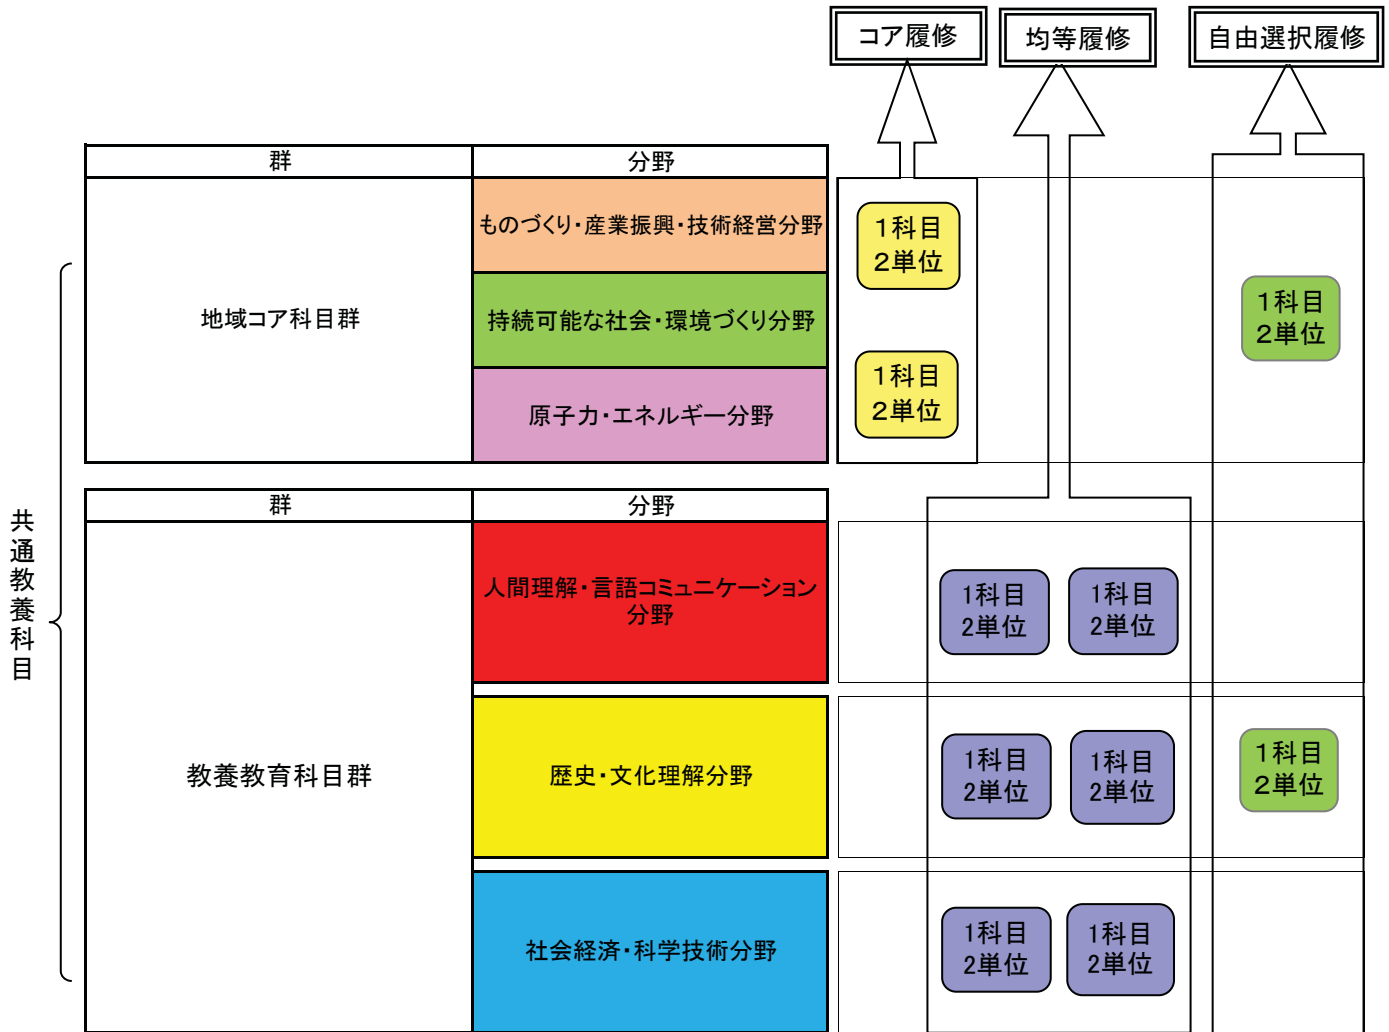 コア履修
均等履修
自由選択履修
群
分野
ものづくり・産業振興・技術経営分野
1科目
2単位
地域コア科目群
持続可能な社会・環境づくり分野
1科目
2単位
原子力・エネルギー分野
1科目
2単位
共通教養科目
群
分野
人間理解・言語コミュニケーション
分野
1科目
2単位
1科目
2単位
教養教育科目群
歴史・文化理解分野
1科目
2単位
1科目
2単位
1科目
2単位
社会経済・科学技術分野
1科目
2単位
1科目
2単位